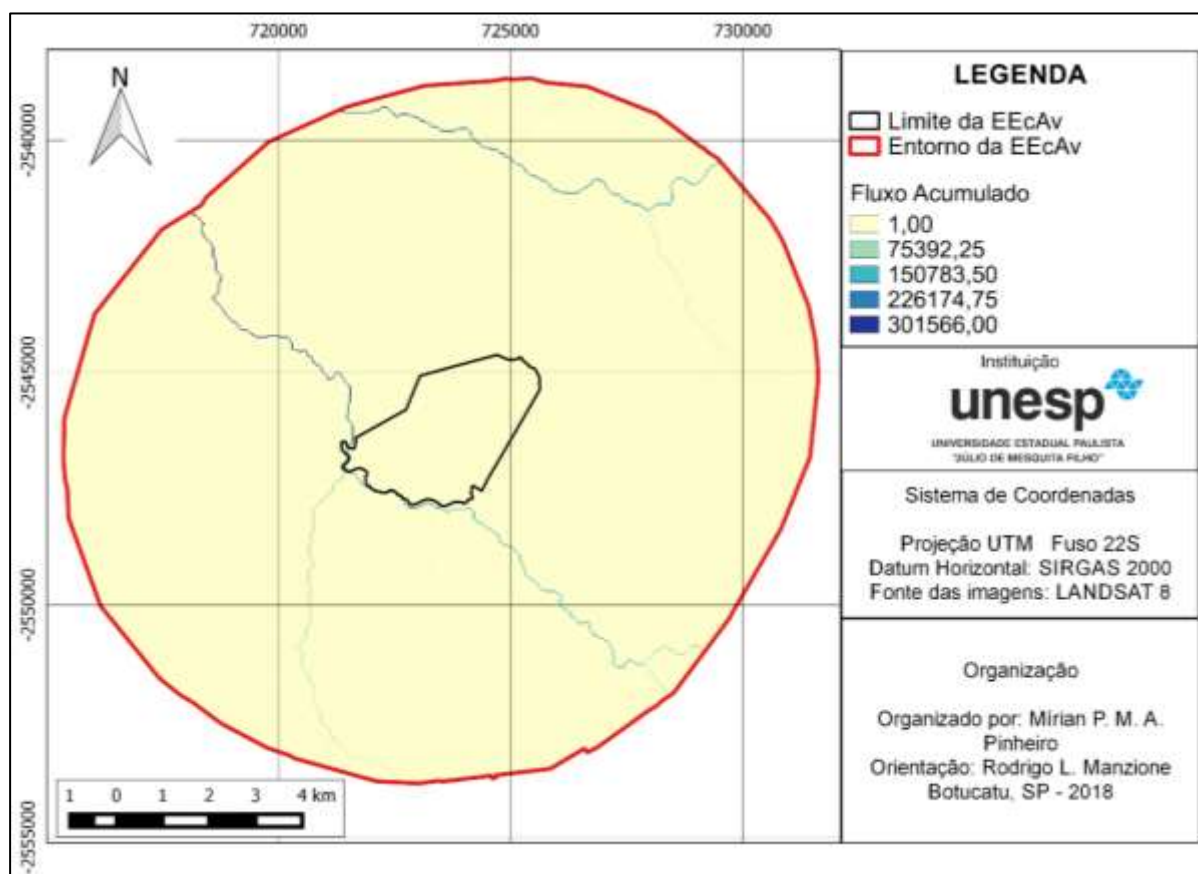 720000
725000
730000
-2540000
-2545000
-2550000
-2555000
N
1 0 1 2 3 4 km
LEGENDA
Limite da EEcAv
Entorno da EEcAv
Fluxo Acumulado
1,00
75392,25
150783,50
226174,75
301566,00
Instituição
unesp
UNIVERSIDADE ESTADUAL PAULISTA
"JÚLIO DE MESQUITA FILHO"
Sistema de Coordenadas
Projeção UTM Fuso 22S
Datum Horizontal: SIRGAS 2000
Fonte das imagens: LANDSAT 8
Organização
Organizado por: Mírian P. M. A.
Pinheiro
Orientação: Rodrigo L. Manzione
Botucatu, SP - 2018